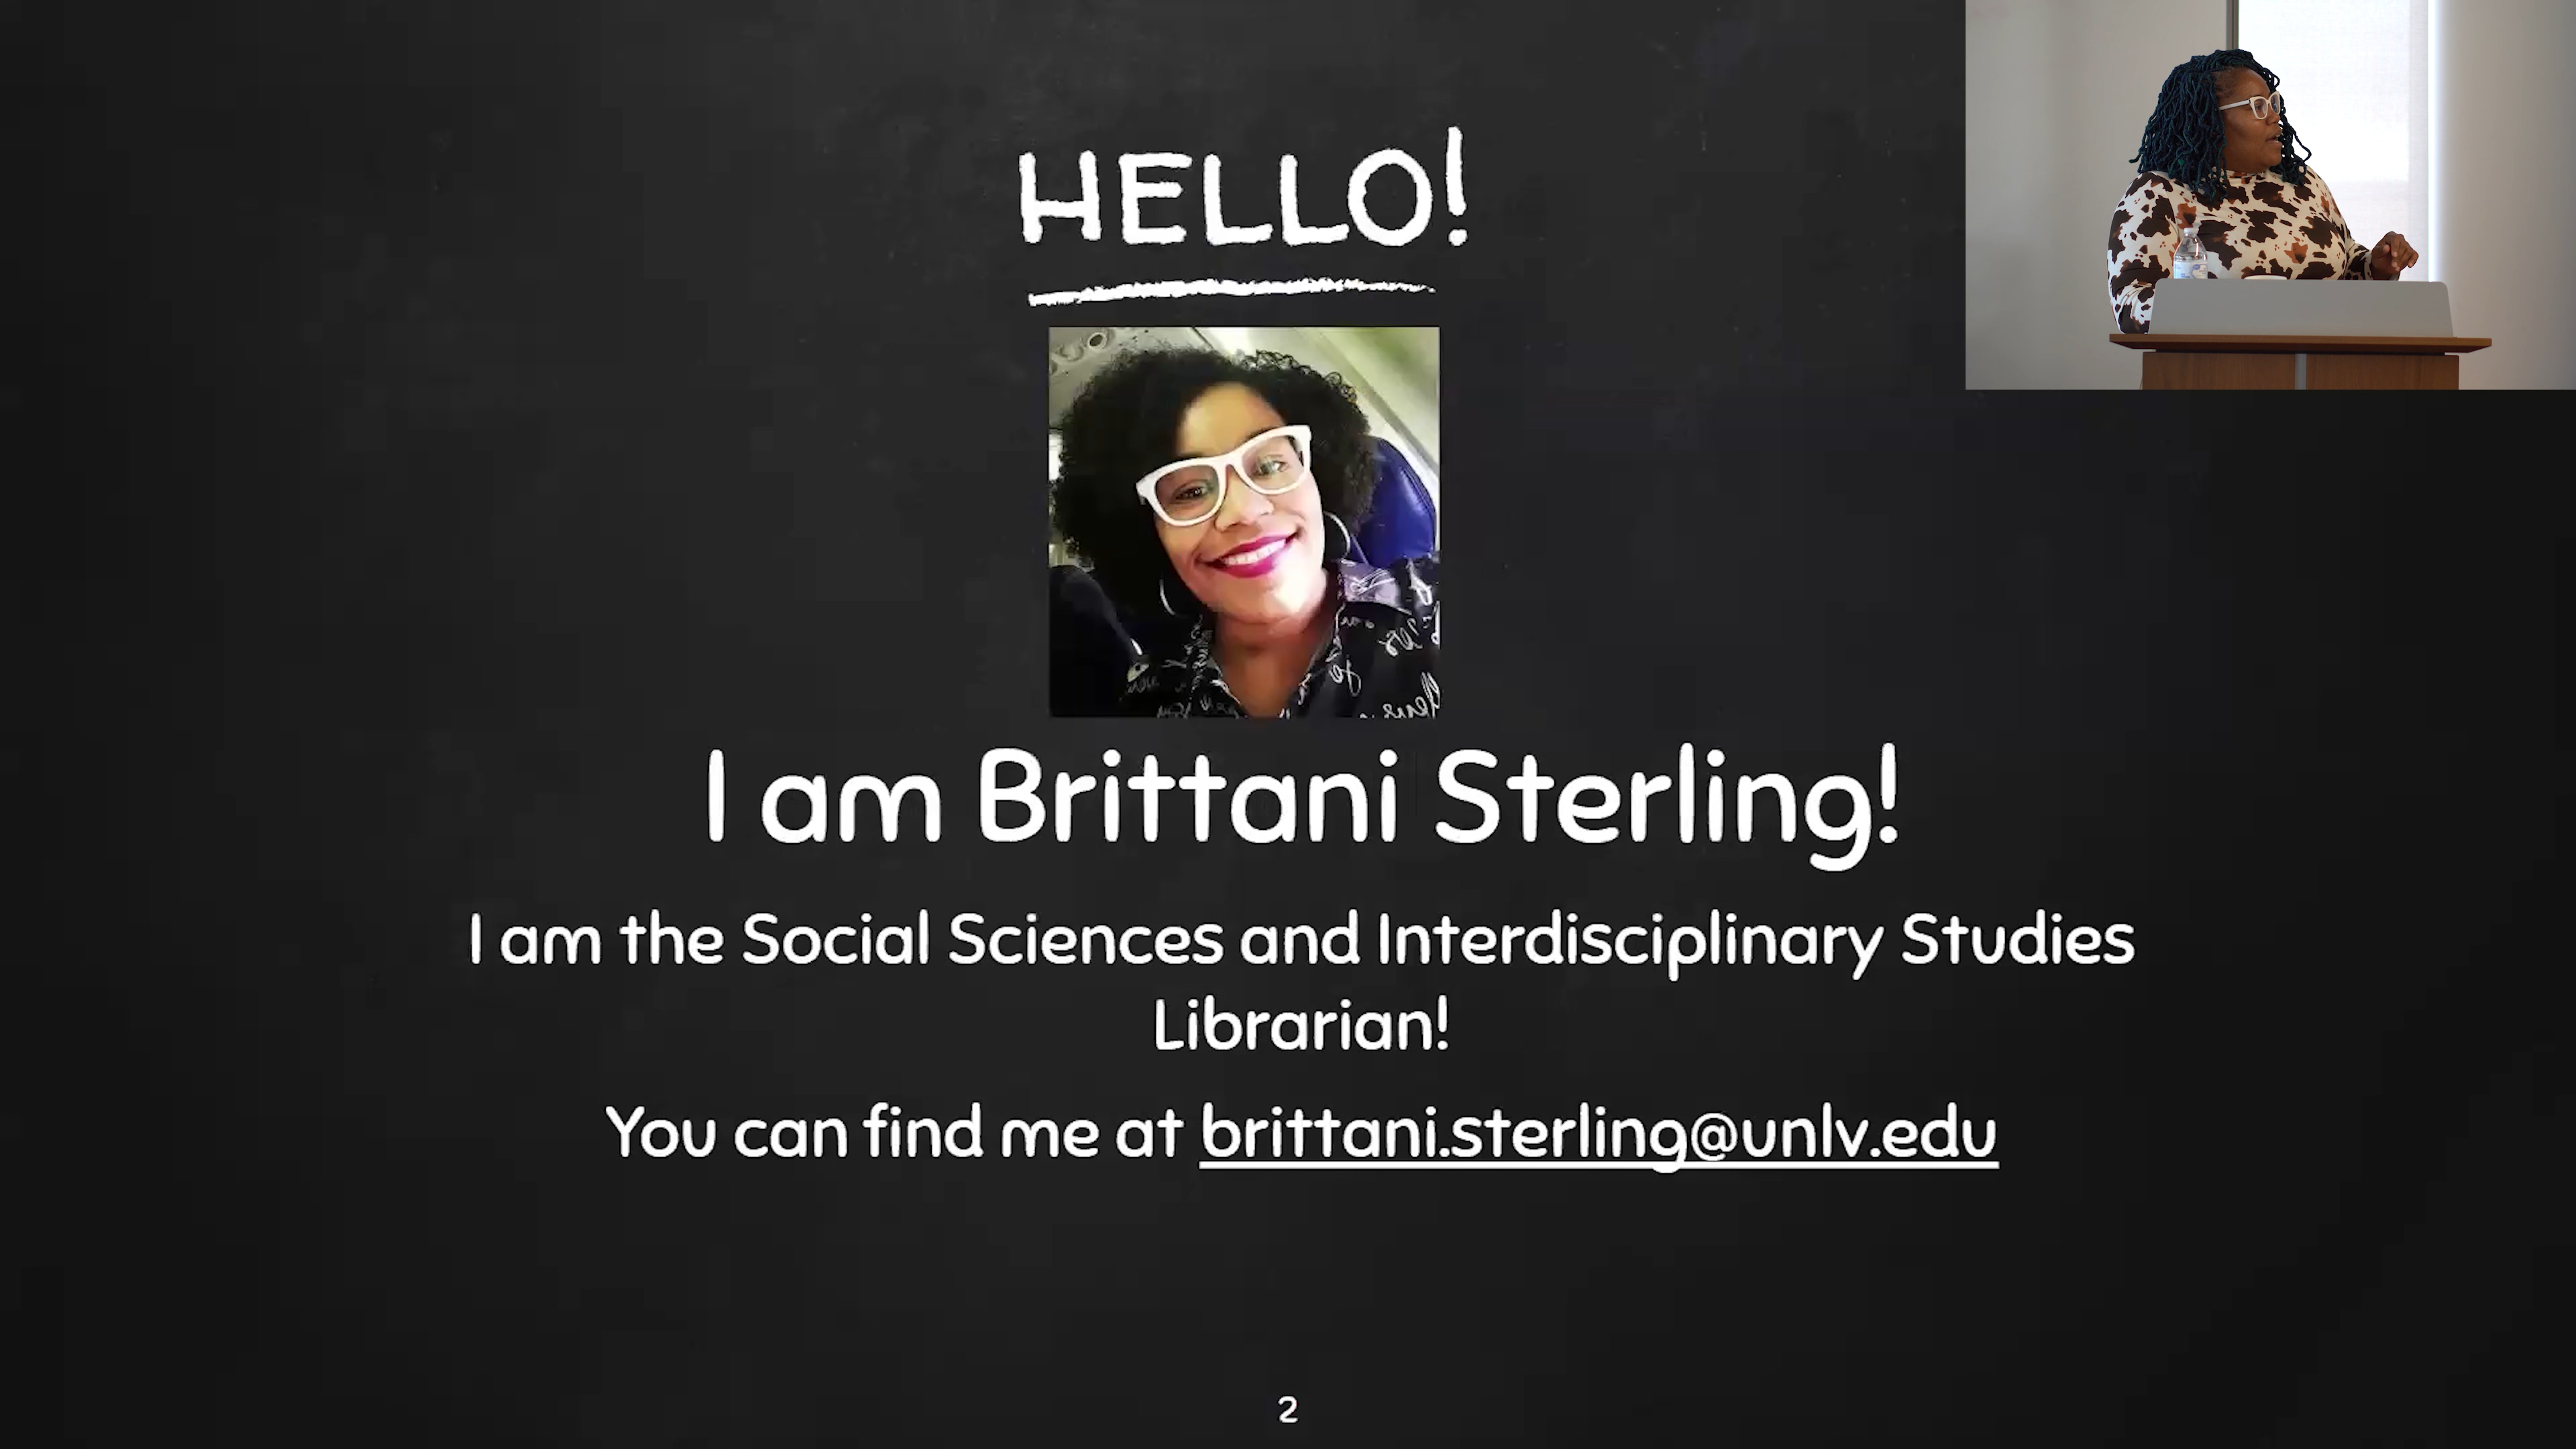 HELLO!
I am Brittani Sterling!
I am the Social Sciences and Interdisciplinary Studies
Librarian!
You can find me at brittani.sterling@unlv.edu
2